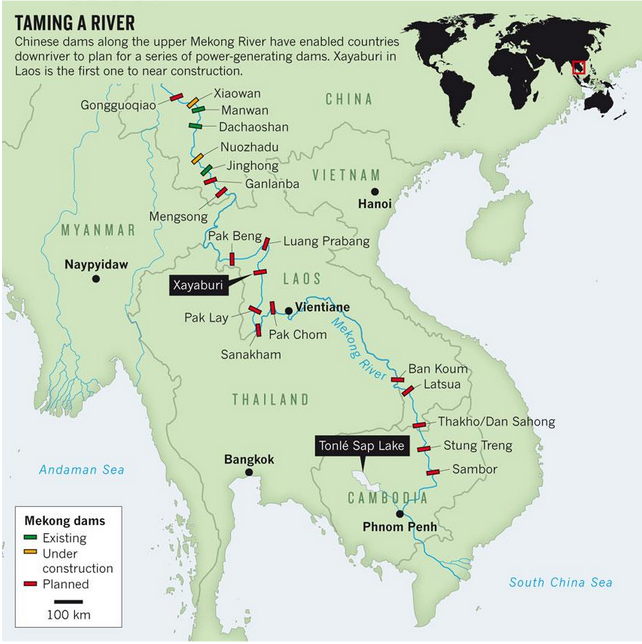 TAMING A RIVER
Chinese dams along the upper Mekong River have enabled countries
downriver to plan for a series of power-generating dams. Xayaburi in
Laos is the first one to near construction.
Gongguoqiao
Xiaowan
Manwan
Dachaoshan
CHINA
Nuozhadu
Jinghong
Ganlanba
Mengsong
VIETNAM
Hanoi
MYANMAR
Naypyidaw
Pak Beng
Luang Prabang
Xayaburi
LAOS
Pak Lay
Vientiane
Pak Chom
Sanakham
Mekong River
Ban Koum
Latsua
THAILAND
Thakho/Dan Sahong
Tonlé Sap Lake
Stung Treng
Bangkok
Sambor
Andaman Sea
CAMBODIA
Phnom Penh
Mekong dams
Existing
Under
construction
Planned
100 km
South China Sea